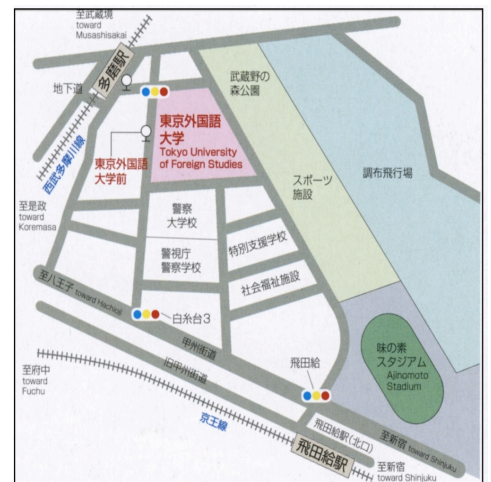 至武蔵境
toward
Musashisakai
多磨駅
地下道
武蔵野の
森公園
東京外国語
大学
Tokyo University
of Foreign Studies
東京外国語
大学前
西武多摩川線
調布飛行場
スポーツ
施設
至是政
toward
Koremasa
警察
大学校
特別支援学校
警視庁
警察学校
社会福祉施設
至八王子 toward Hachioji
白糸台3
甲州街道
旧甲州街道
味の素
スタジアム
Ajinomoto
Stadium
飛田給
至府中
toward
Fuchu
京王線
飛田給駅(北口)
至新宿 toward Shinjuku
飛田給駅
至新宿
toward Shinjuku